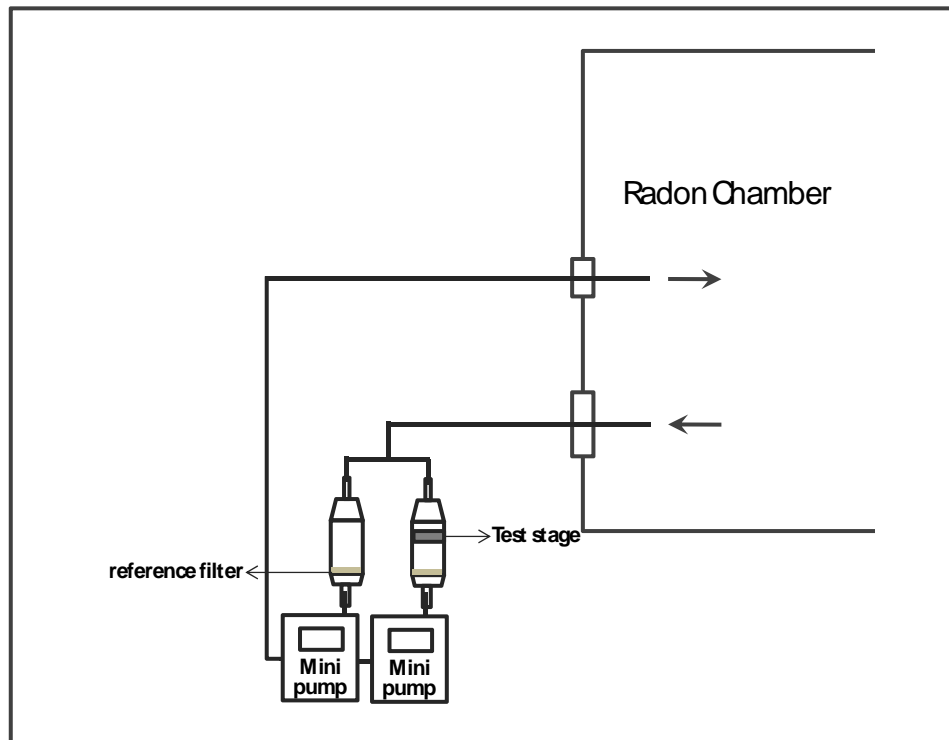 Radon Chamber
Test stage
reference filter
Mini
pump
Mini
pump